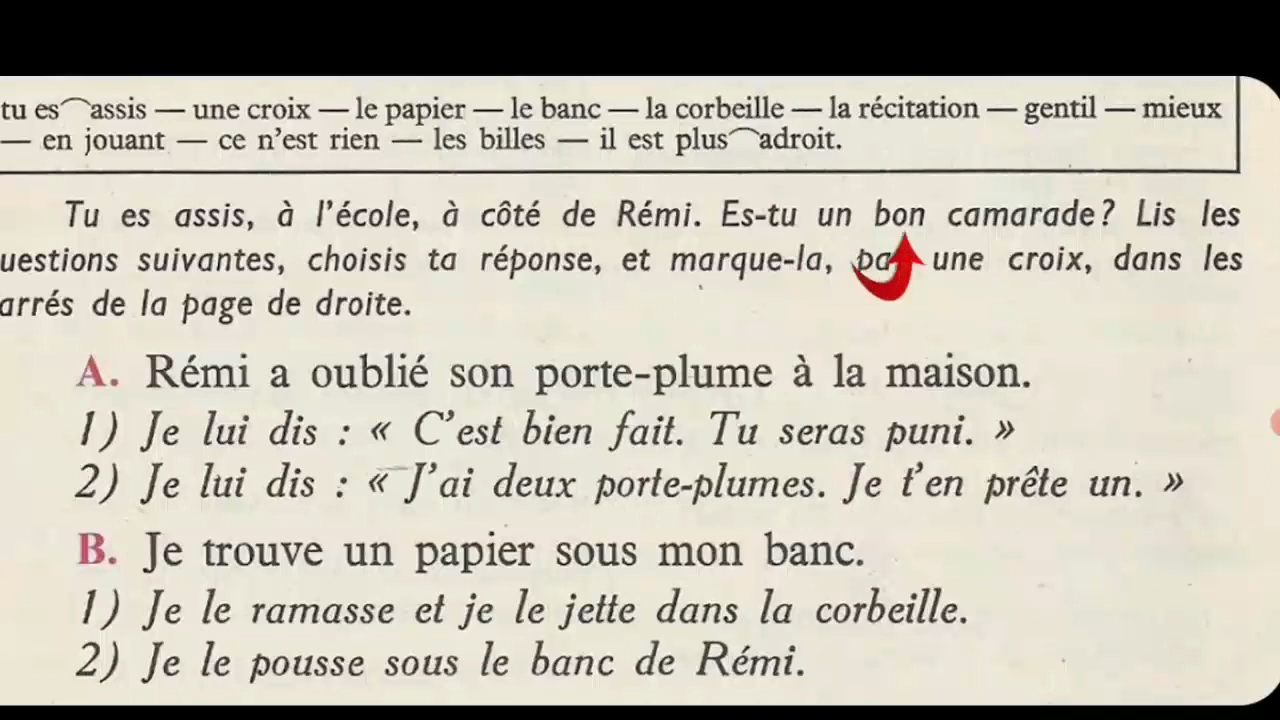 tu es assis — une croix — le papier — le banc — la corbeille — la récitation — gentil — mieux
— en jouant — ce n'est rien — les billes — il est plus adroit.
Tu es assis, à l'école, à côté de Rémi. Es-tu un bon camarade? Lis les
uestions suivantes, choisis ta réponse, et marque-la, une croix, dans les
arrés de la page de droite.
A. Rémi a oublié son porte-plume à la maison.
1) Je lui dis : « C'est bien fait. Tu seras puni. »
2) Je lui dis : « J'ai deux porte-plumes. Je t'en prête un. »
B. Je trouve un papier sous mon banc.
1) Je le ramasse et je le jette dans la corbeille.
2) Je le pousse sous le banc de Rémi.